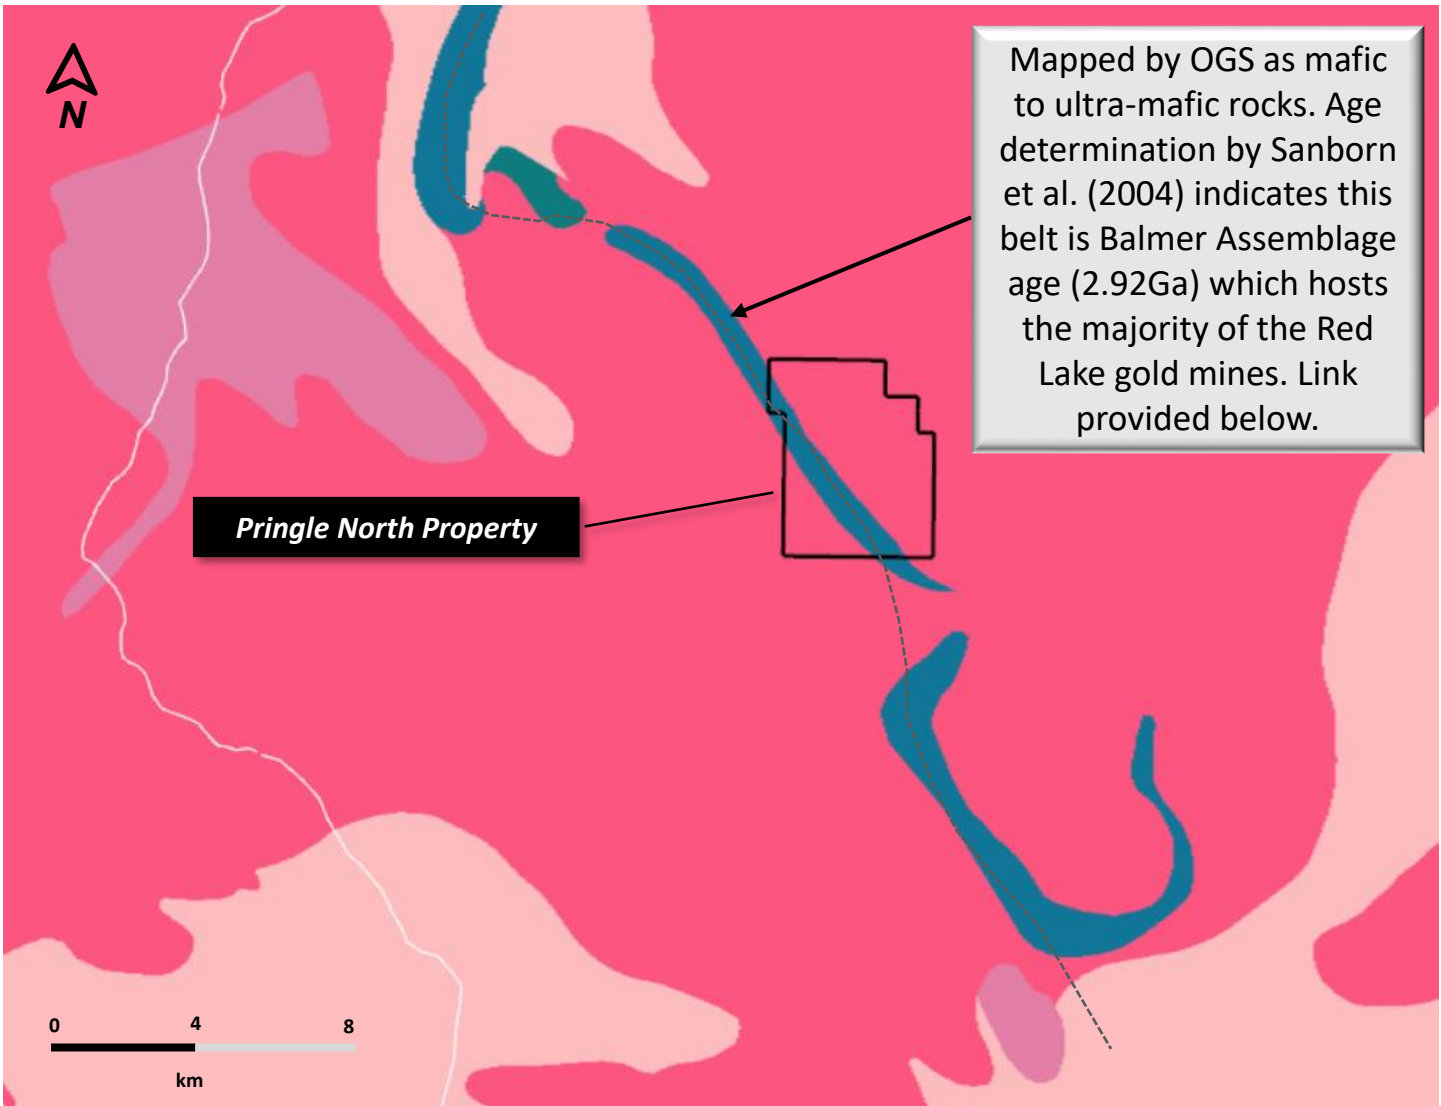 N
Mapped by OGS as mafic
to ultra-mafic rocks. Age
determination by Sanborn
et al. (2004) indicates this
belt is Balmer Assemblage
age (2.92Ga) which hosts
the majority of the Red
Lake gold mines. Link
provided below.
Pringle North Property
0 4 8
km